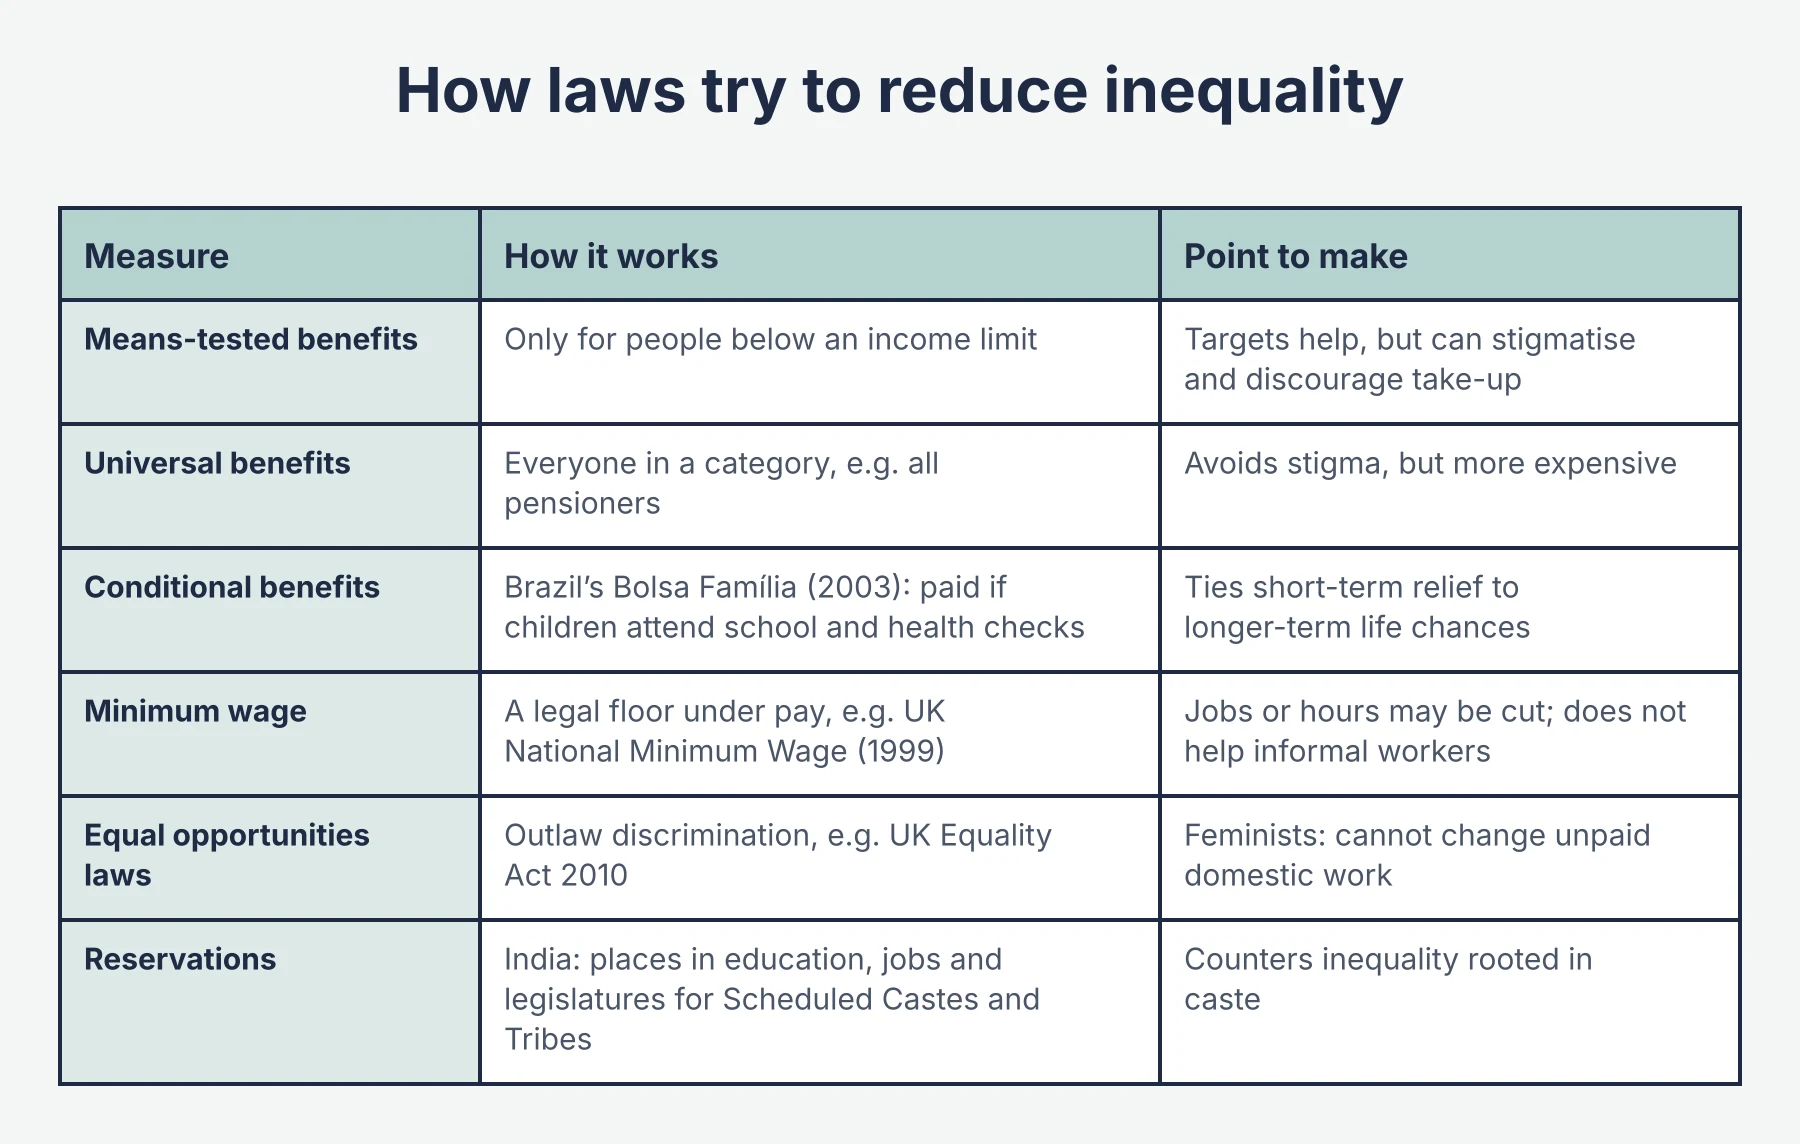 How laws try to reduce inequality
Measure
How it works
Point to make
Means-tested benefits
Only for people below an income limit
Targets help, but can stigmatise
and discourage take-up
Universal benefits
Everyone in a category, e.g. all
pensioners
Avoids stigma, but more expensive
Conditional benefits
Brazil’s Bolsa Família (2003): paid if
children attend school and health checks
Ties short-term relief to
longer-term life chances
Minimum wage
A legal floor under pay, e.g. UK
National Minimum Wage (1999)
Jobs or hours may be cut; does not
help informal workers
Equal opportunities
laws
Outlaw discrimination, e.g. UK Equality
Act 2010
Feminists: cannot change unpaid
domestic work
Reservations
India: places in education, jobs and
legislatures for Scheduled Castes and
Tribes
Counters inequality rooted in
caste